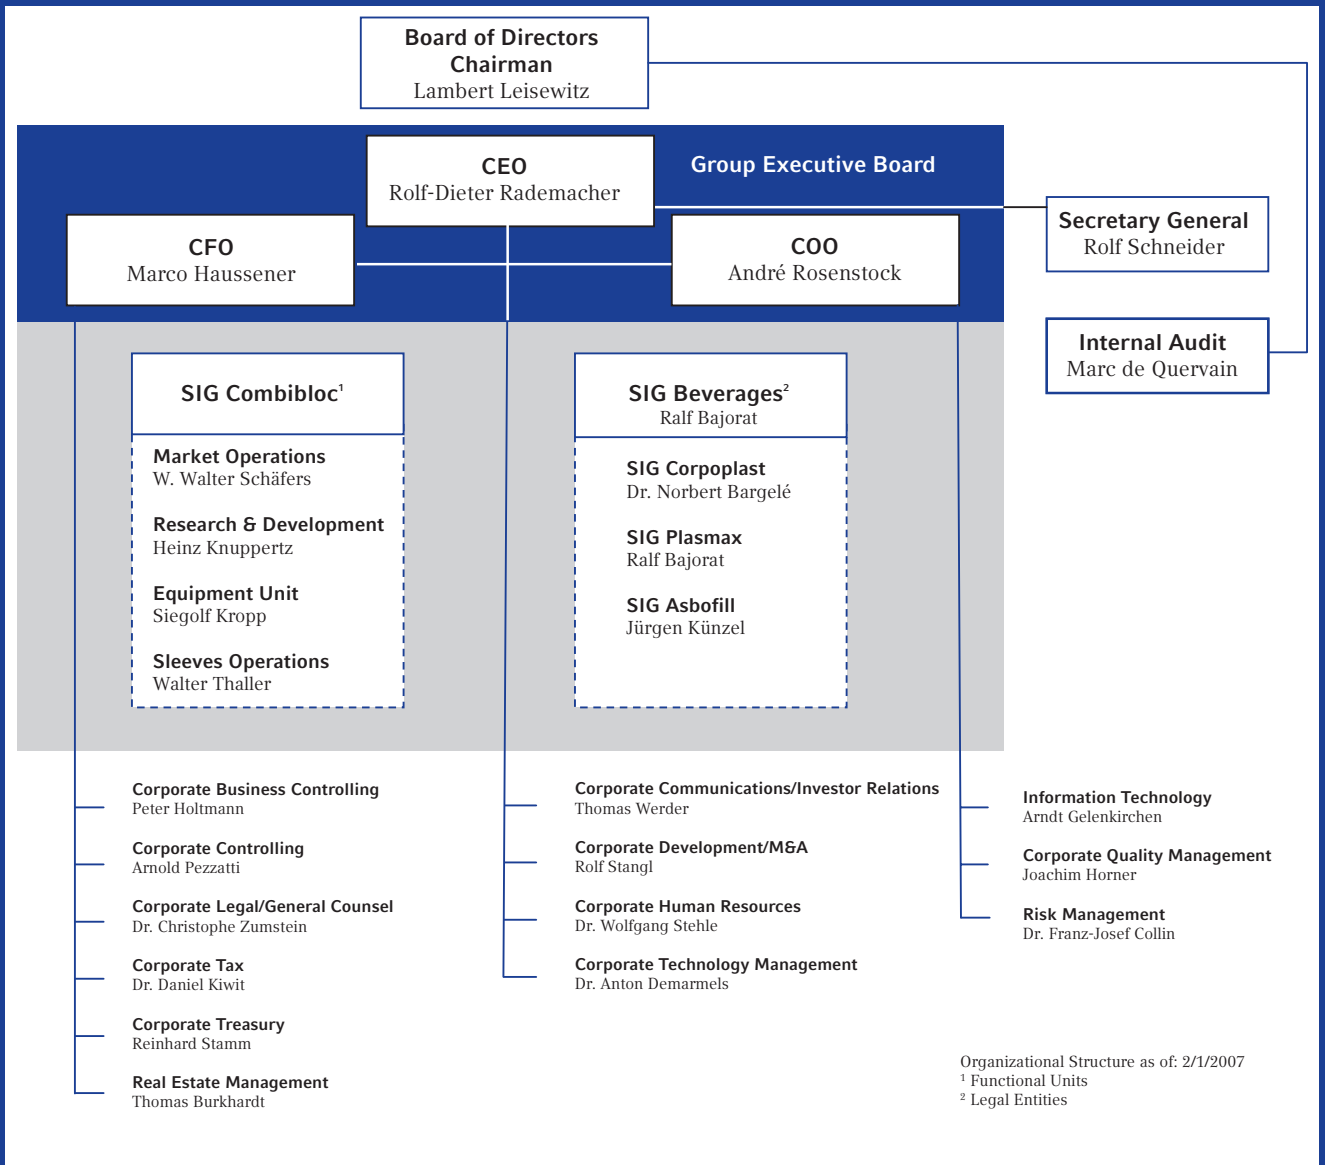 Board of Directors
Chairman
Lambert Leisewitz
CEO
Rolf-Dieter Rademacher
Group Executive Board
CFO
Marco Haussener
COO
André Rosenstock
Secretary General
Rolf Schneider
Internal Audit
Marc de Quervain
SIG Combibloc¹
Market Operations
W. Walter Schäfers
Research & Development
Heinz Knuppertz
Equipment Unit
Siegolf Kropp
Sleeves Operations
Walter Thaller
SIG Beverages²
Ralf Bajorat
SIG Corpoplast
Dr. Norbert Bargelé
SIG Plasmax
Ralf Bajorat
SIG Asbofill
Jürgen Künzel
Corporate Business Controlling
Peter Holtmann
Corporate Controlling
Arnold Pezzatti
Corporate Legal/General Counsel
Dr. Christophe Zumstein
Corporate Tax
Dr. Daniel Kiwit
Corporate Treasury
Reinhard Stamm
Real Estate Management
Thomas Burkhardt
Corporate Communications/Investor Relations
Thomas Werder
Corporate Development/M&A
Rolf Stangl
Corporate Human Resources
Dr. Wolfgang Stehle
Corporate Technology Management
Dr. Anton Demarmels
Information Technology
Arndt Gelenkirchen
Corporate Quality Management
Joachim Horner
Risk Management
Dr. Franz-Josef Collin
Organizational Structure as of: 2/1/2007
¹ Functional Units
² Legal Entities